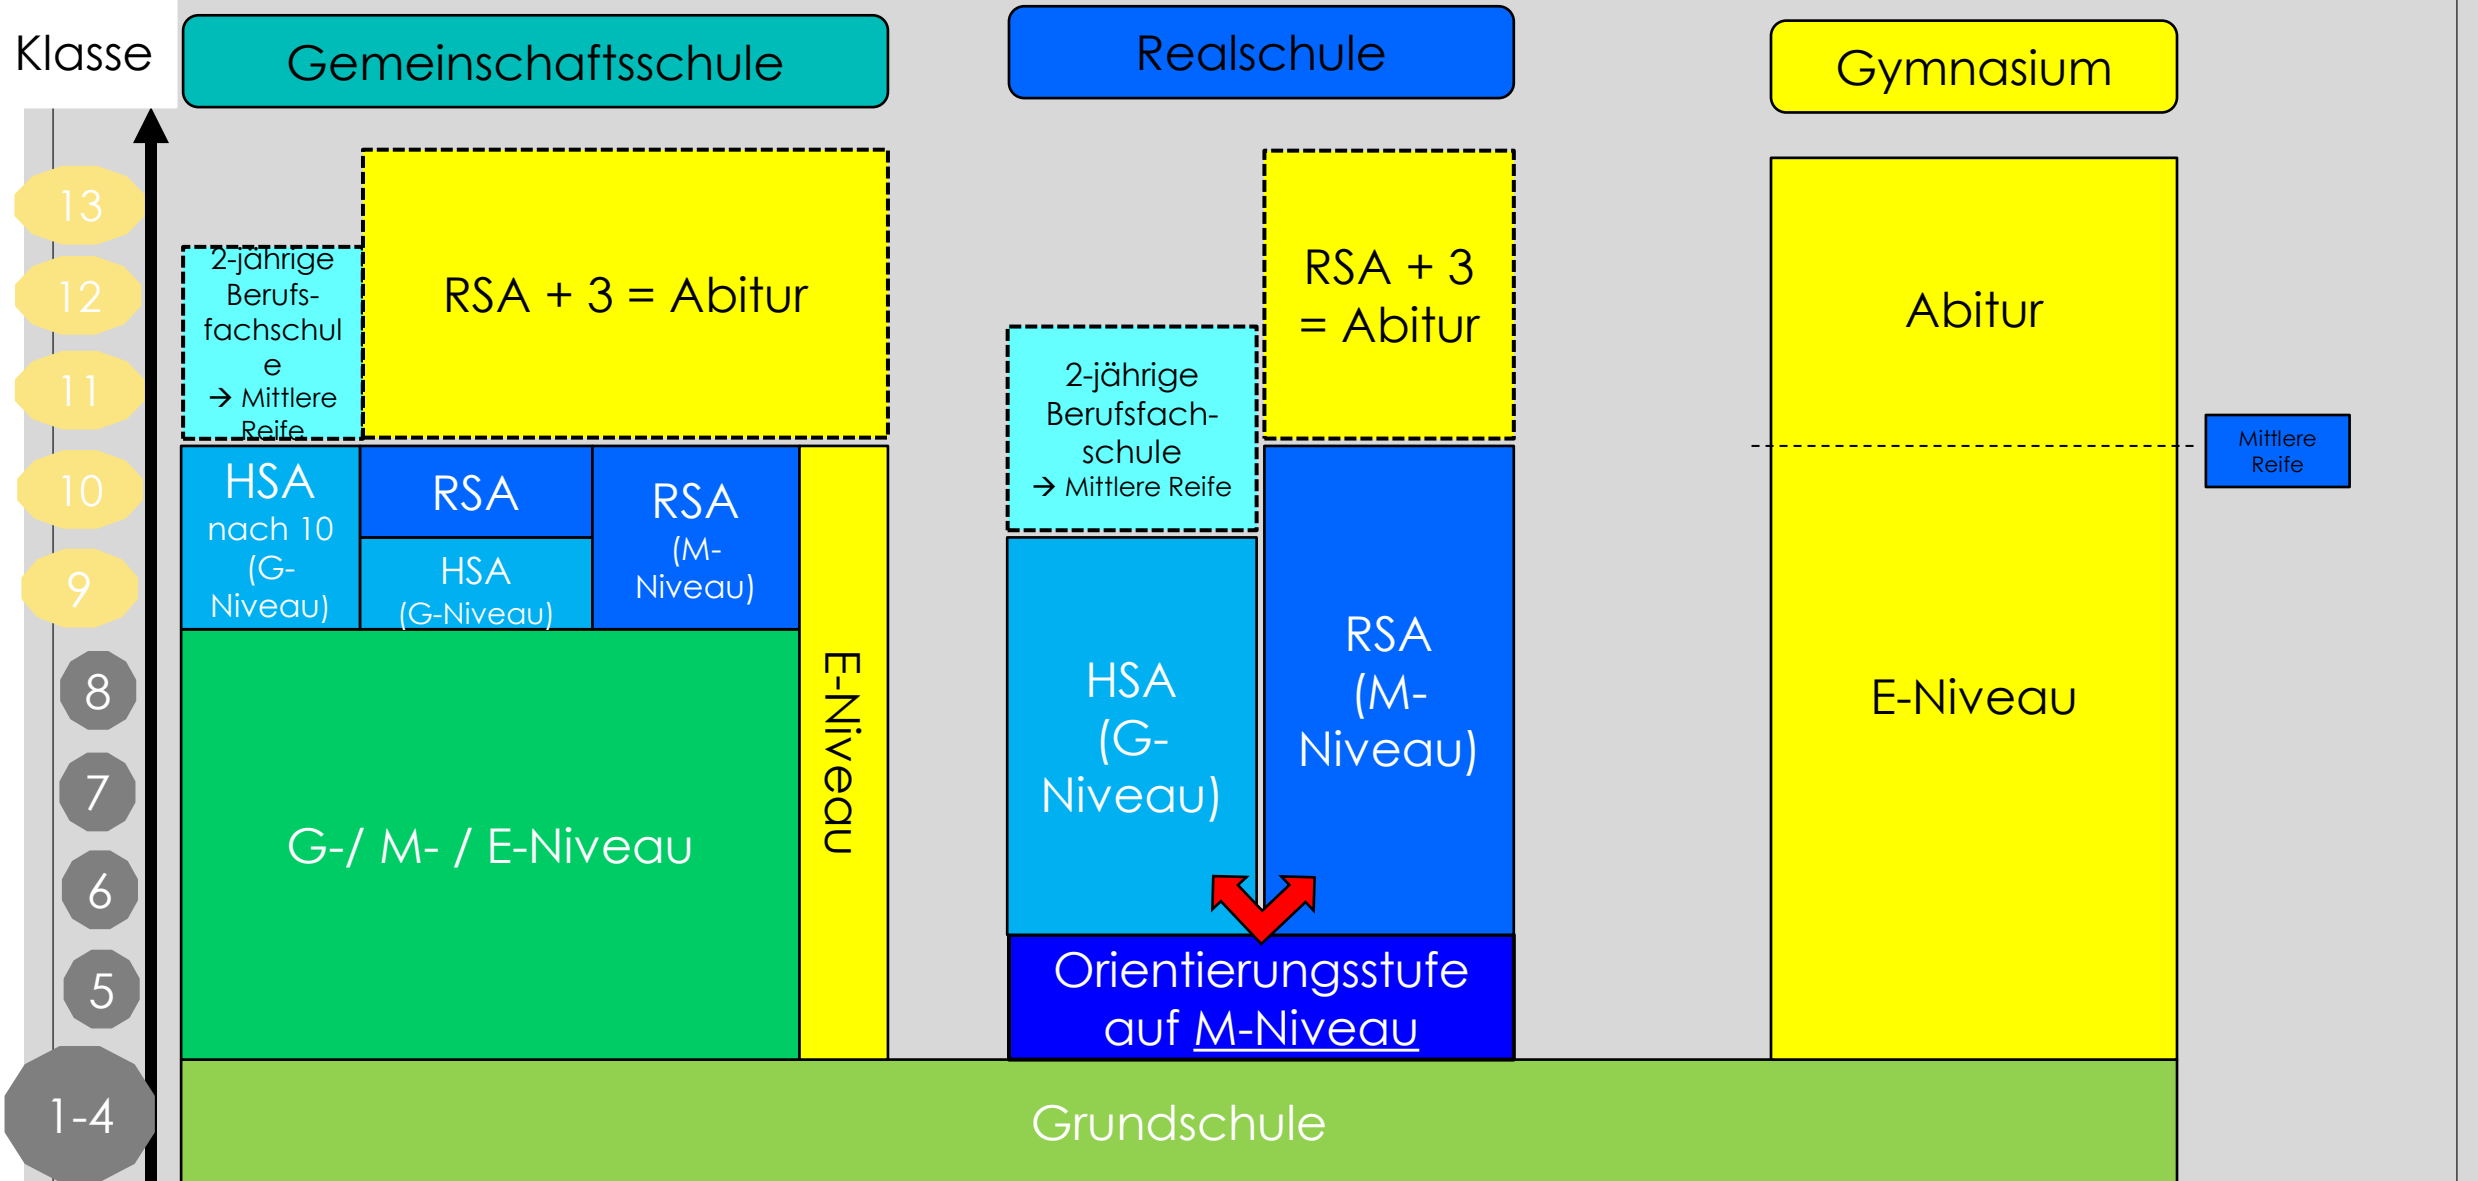 Klasse
Gemeinschaftsschule
Realschule
Gymnasium
13
12
11
10
9
8
7
6
5
1-4
2-jährige
Berufs-
fachschul
e
→ Mittlere
Reife
RSA + 3 = Abitur
HSA
nach 10
(G-
Niveau)
RSA
HSA
(G-Niveau)
RSA
(M-
Niveau)
E-Niveau
G-/ M- / E-Niveau
2-jährige
Berufsfach-
schule
→ Mittlere Reife
RSA + 3
= Abitur
HSA
(G-
Niveau)
RSA
(M-
Niveau)
Orientierungsstufe
auf M-Niveau
Abitur
E-Niveau
Mittlere
Reife
Grundschule